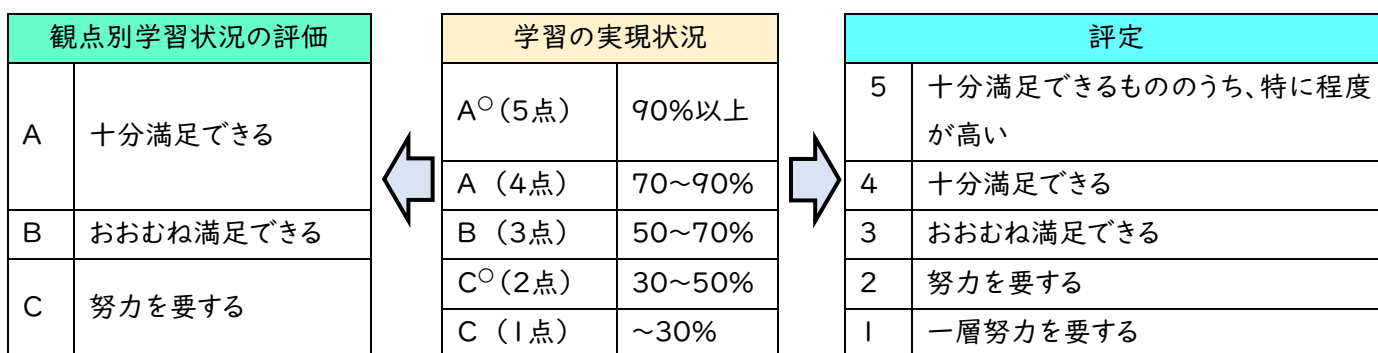 観点別学習状況の評価
A 十分満足できる
B おおむね満足できる
C 努力を要する
学習の実現状況
A○(5点) 90%以上
A (4点) 70~90%
B (3点) 50~70%
C○(2点) 30~50%
C (1点) ~30%
評定
5 十分満足できるもののうち、特に程度
が高い
4 十分満足できる
3 おおむね満足できる
2 努力を要する
1 一層努力を要する